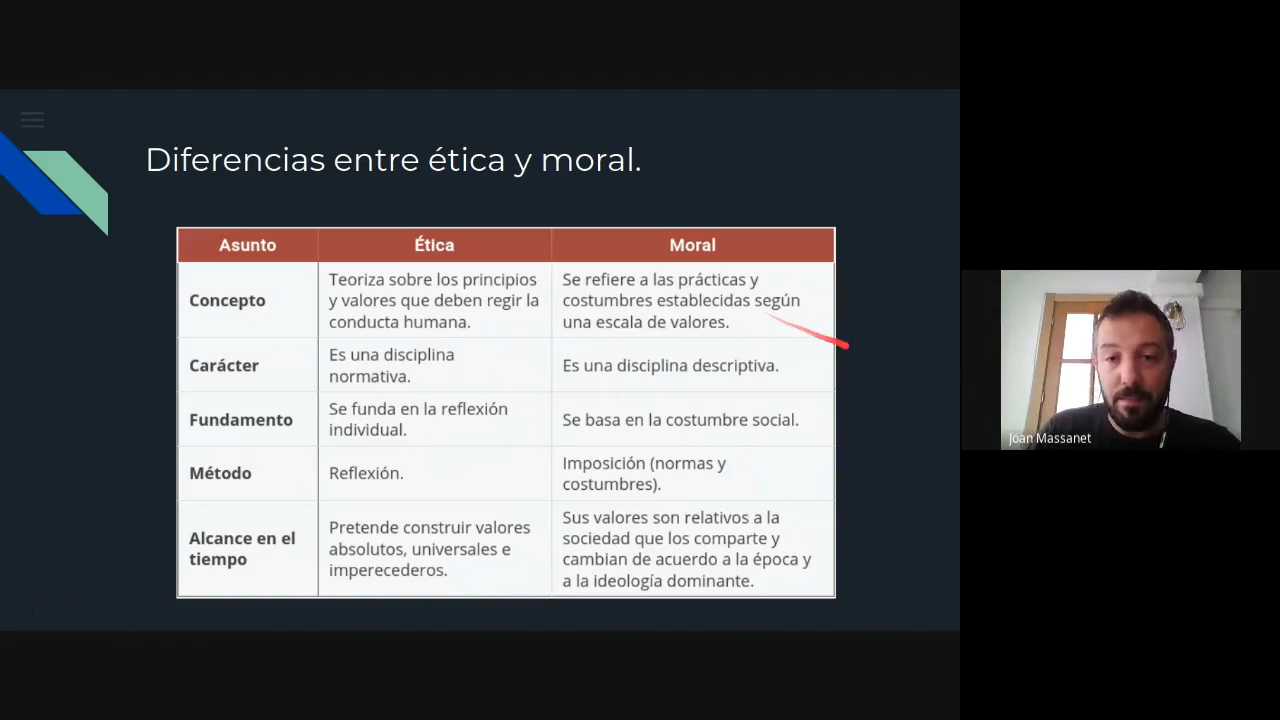 Diferencias entre ética y moral.
Asunto
Ética
Moral
Concepto
Teoriza sobre los principios
y valores que deben regir la
conducta humana.
Se refiere a las prácticas y
costumbres establecidas según
una escala de valores.
Carácter
Es una disciplina
normativa.
Es una disciplina descriptiva.
Fundamento
Se funda en la reflexión
individual.
Se basa en la costumbre social.
Método
Reflexión.
Imposición (normas y
costumbres).
Alcance en el
tiempo
Pretende construir valores
absolutos, universales e
imperecederos.
Sus valores son relativos a la
sociedad que los comparte y
cambian de acuerdo a la época y
a la ideología dominante.
Joan Massanet